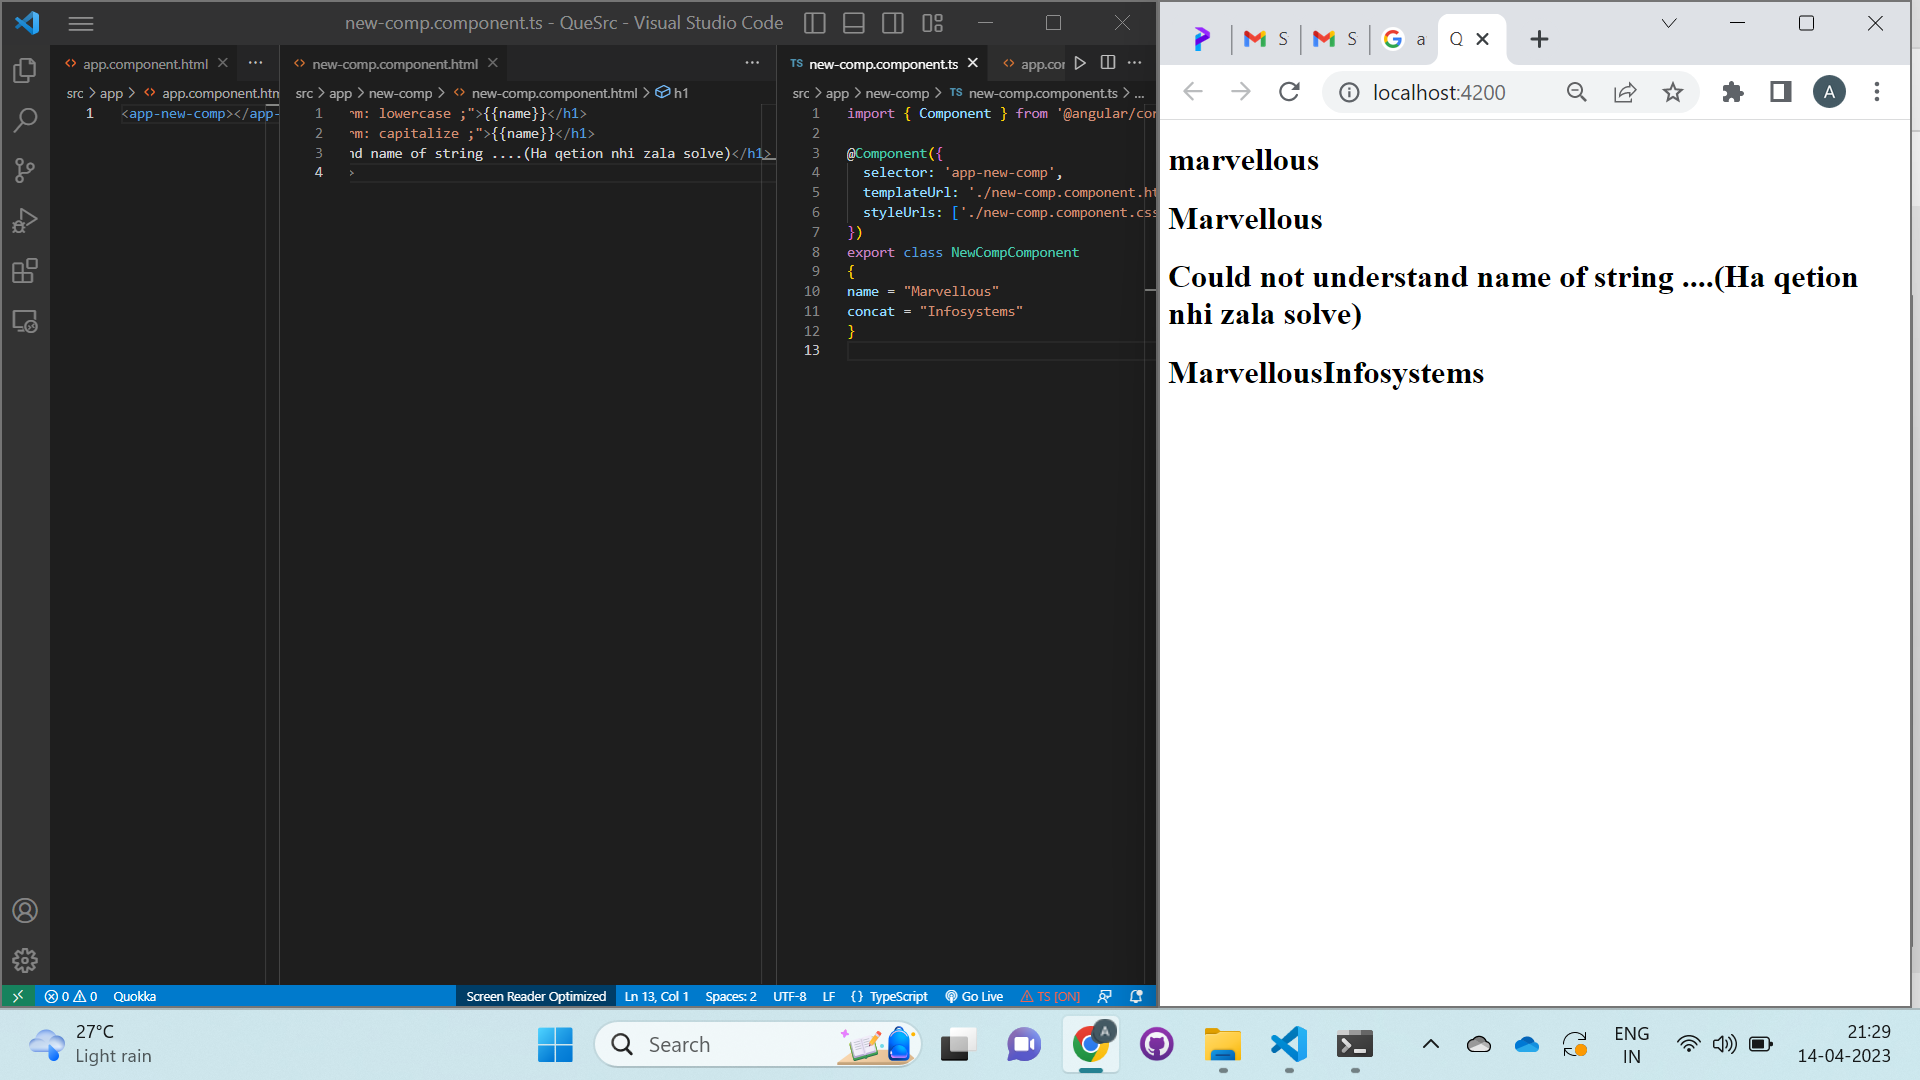 new-comp.component.ts - QueSrc - Visual Studio Code
app.component.html
src > app > app.component.htm
1 <app-new-comp></app-
new-comp.component.html
src > app > new-comp > new-comp.component.html > h1
1 rm: lowercase ;">{{name}}</h1>
2 rm: capitalize ;">{{name}}</h1>
3 nd name of string ....(Ha qetion nhi zala solve)</h1>
4 >
TS new-comp.component.ts app.cor
src > app > new-comp > TS new-comp.component.ts > ...
1 import { Component } from '@angular/cor
2
3 @Component({
4 selector: 'app-new-comp',
5 templateUrl: './new-comp.component.ht
6 styleUrls: ['./new-comp.component.css
7 })
8 export class NewCompComponent
9 {
10 name = "Marvellous"
11 concat = "Infosystems"
12 }
13
0 0 Quokka
Screen Reader Optimized Ln 13, Col 1 Spaces: 2 UTF-8 LF {} TypeScript Go Live TS [ON]
S S a Q
localhost:4200 A
marvellous
Marvellous
Could not understand name of string ....(Ha qetion
nhi zala solve)
MarvellousInfosystems
27°C
Light rain
Search
A
ENG
IN
21:29
14-04-2023